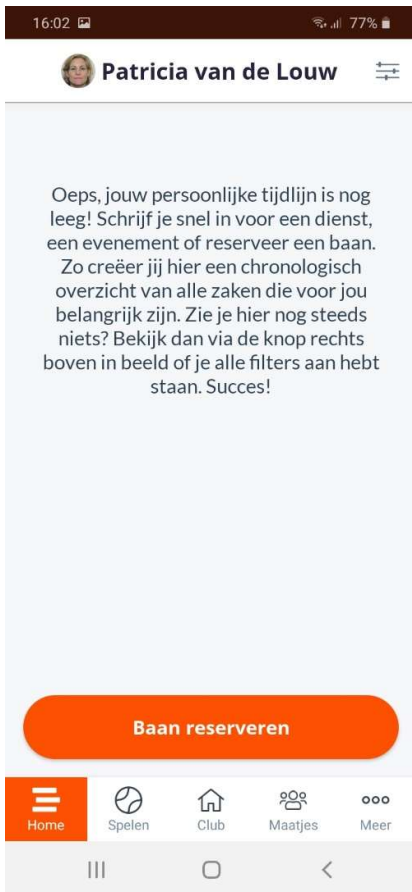 16:02 77%
Patricia van de Louw
Oeps, jouw persoonlijke tijdlijn is nog
leeg! Schrijf je snel in voor een dienst,
een evenement of reserveer een baan.
Zo creëer jij hier een chronologisch
overzicht van alle zaken die voor jou
belangrijk zijn. Zie je hier nog steeds
niets? Bekijk dan via de knop rechts
boven in beeld of je alle filters aan hebt
staan. Succes!
Baan reserveren
Home Spelen Club Maatjes Meer